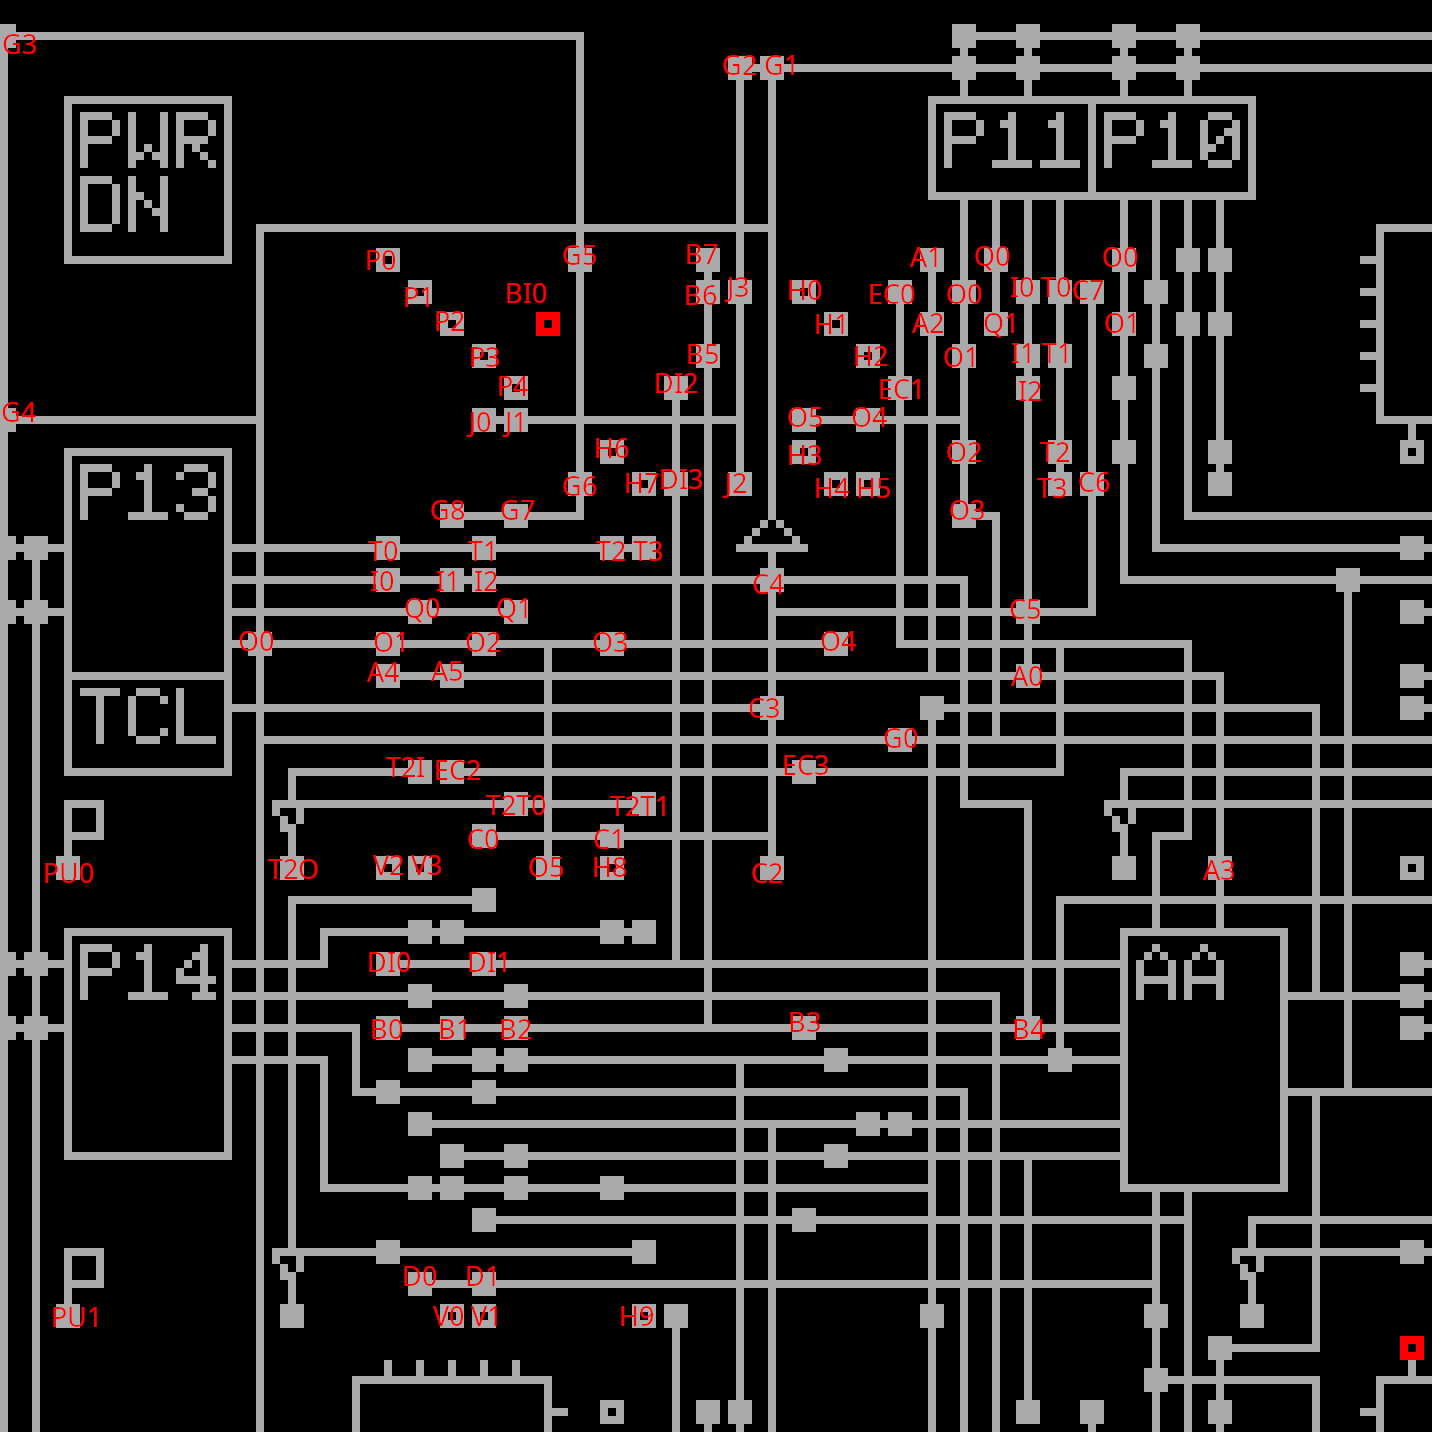 G3
G2 G1
PWR
ON
P11 P10
P0 G5 B7 A1 Q0 O0
P1 BI0 B6 J3 H0 EC0 O0 I0 T0 C7
P2 H1 A2 Q1 O1
P3 B5 H2 O1 I1 T1
P4 DI2 EC1 I2
G4 J0 J1 O5 O4
H6 H3 O2 T2
P13
G6 H7 DI3 J2 H4 H5 T3 C6
G8 G7 O3
T0 T1 T2 T3
I0 I1 I2 C4
Q0 Q1 C5
O0 O1 O2 O3 O4
A4 A5 A0
TCL
C3
G0
T2I EC2 EC3
T2T0 T2T1
C0 C1
PU0 T2O V2 V3 O5 H8 C2 A3
P14 AA
DI0 DI1
B0 B1 B2 B3 B4
D0 D1
PU1 V0 V1 H9